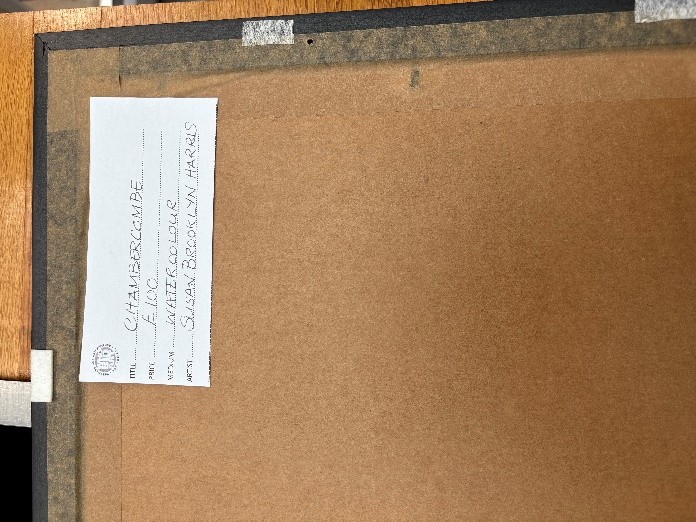 TITLE CHAMBERCOMBE
PRICE £100
MEDIUM WATERCOLOUR
ARTIST SUSAN BROOKLYN HARRIS